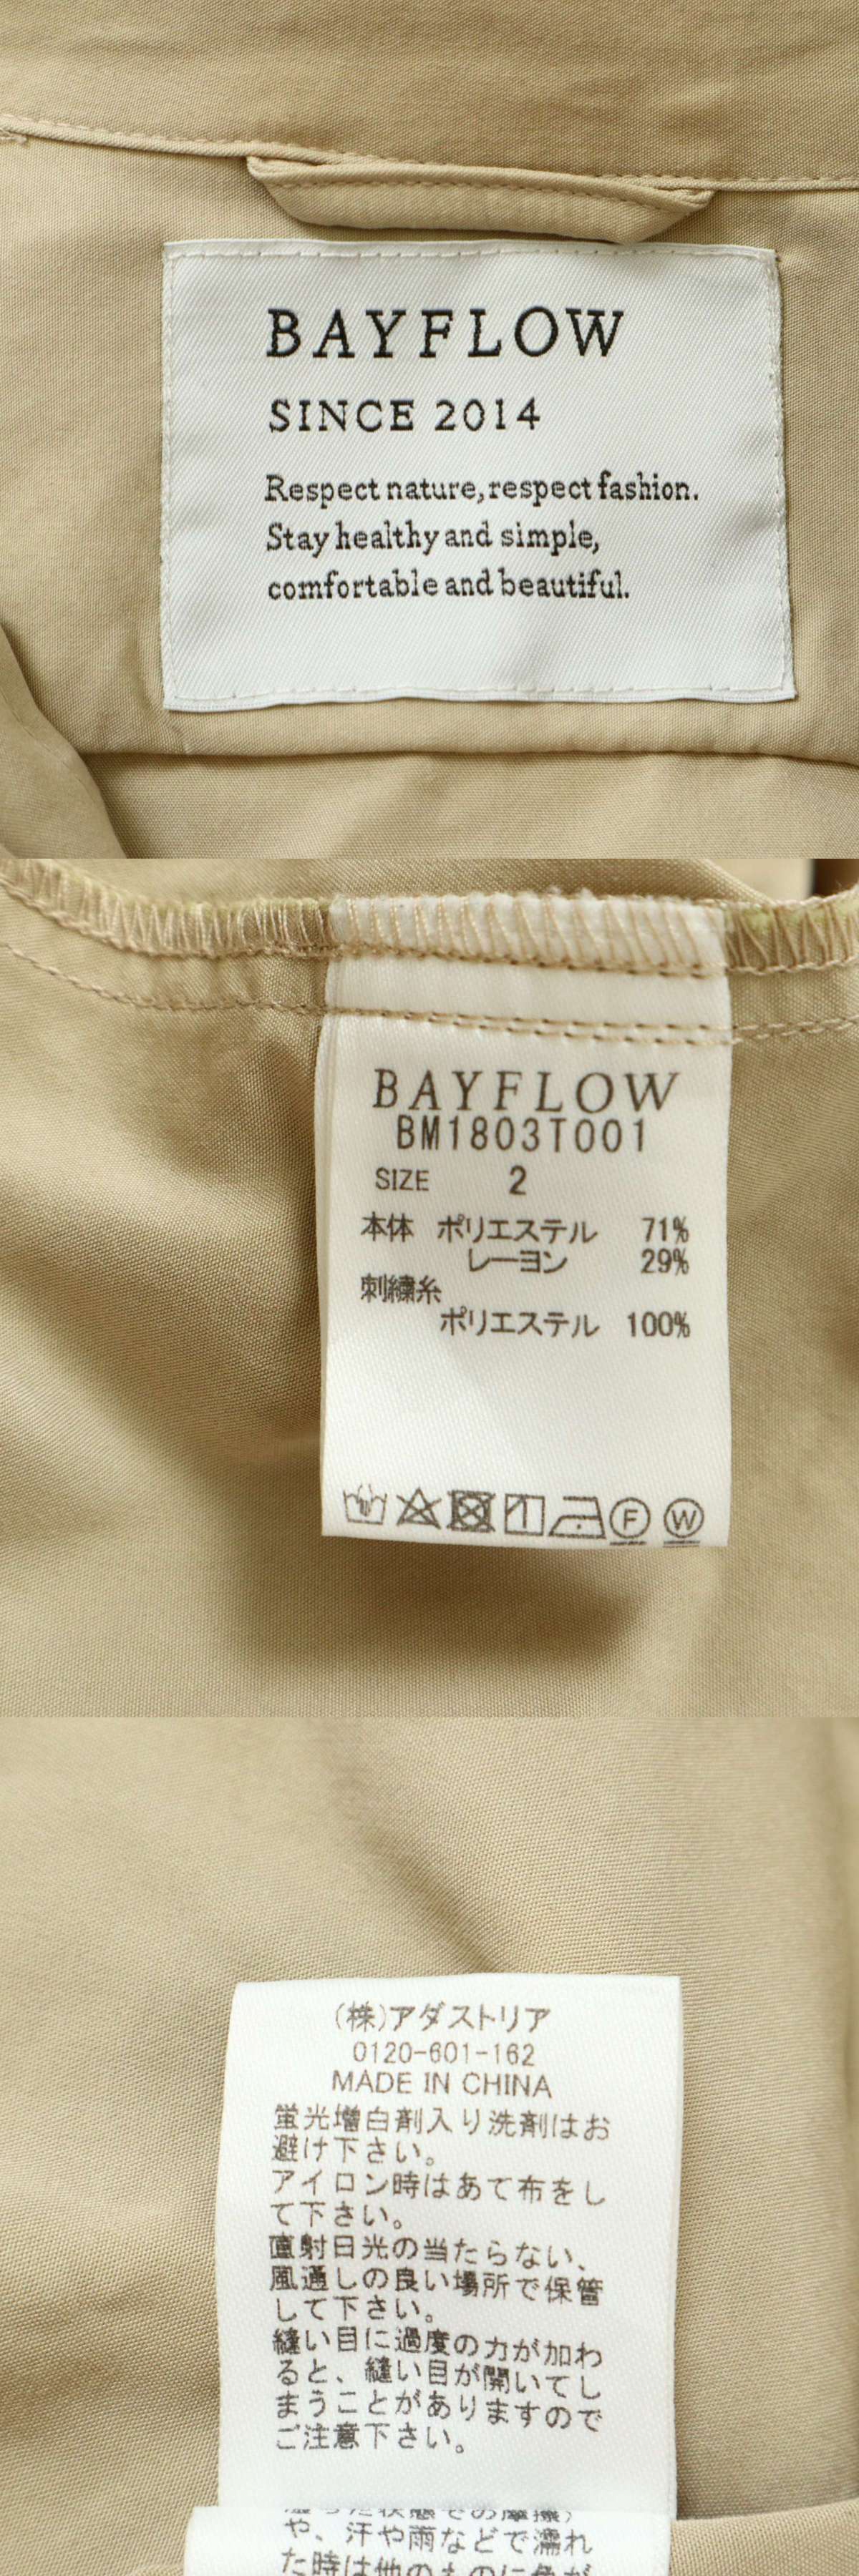 BAYFLOW
SINCE 2014
Respect nature, respect fashion.
Stay healthy and simple,
comfortable and beautiful.
BAYFLOW
BM1803T001
SIZE 2
本体 ポリエステル 71%
レーヨン 29%
刺繍糸
ポリエステル 100%
F W
(株)アダストリア
0120-601-162
MADE IN CHINA
蛍光増白剤入り洗剤はお
避け下さい。
アイロン時はあて布をし
て下さい。
直射日光の当たらない、
風通しの良い場所で保管
して下さい。
縫い目に過度の力が加わ
ると、縫い目が開いてし
まうことがありますので
ご注意下さい。
や、汗や雨などで濡れ
た時は他のものに色が